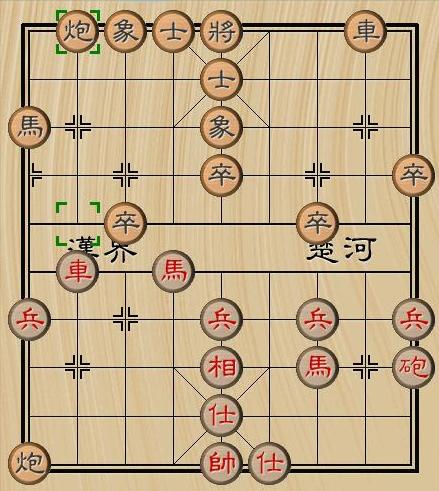 炮 象 士 將 車
士
馬 象
卒 卒
卒 卒
漢界 楚河
車 馬
兵 兵 兵 兵
相 馬 砲
仕
炮 帥 仕